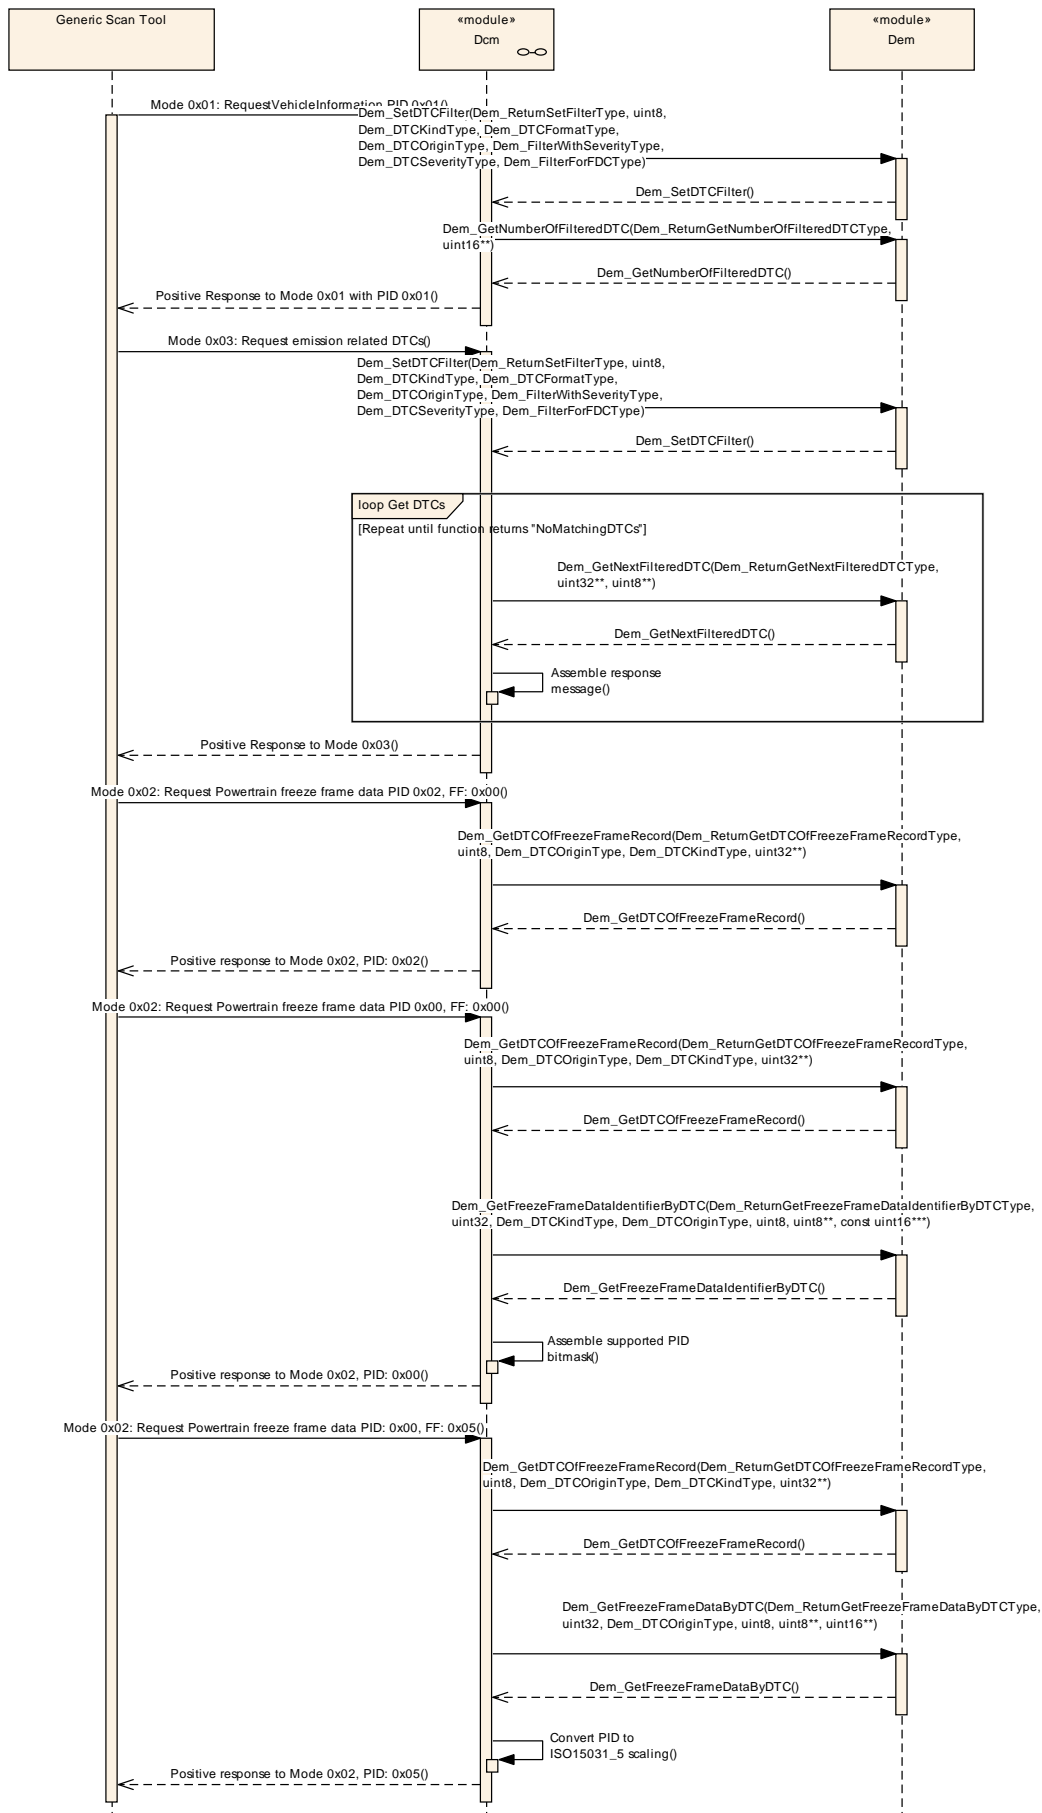 Generic Scan Tool
«module»
Dcm
«module»
Dem
Mode 0x01: RequestVehicleInformation PID 0x01()
Dem_SetDTCFilter(Dem_ReturnSetFilterType, uint8,
Dem_DTCKindType, Dem_DTCFormatType,
Dem_DTCOriginType, Dem_FilterWithSeverityType,
Dem_DTCSeverityType, Dem_FilterForFDCType)
Dem_SetDTCFilter()
Dem_GetNumberOfFilteredDTC(Dem_ReturnGetNumberOfFilteredDTCType,
uint16**)
Dem_GetNumberOfFilteredDTC()
Positive Response to Mode 0x01 with PID 0x01()
Mode 0x03: Request emission related DTCs()
Dem_SetDTCFilter(Dem_ReturnSetFilterType, uint8,
Dem_DTCKindType, Dem_DTCFormatType,
Dem_DTCOriginType, Dem_FilterWithSeverityType,
Dem_DTCSeverityType, Dem_FilterForFDCType)
Dem_SetDTCFilter()
loop Get DTCs
[Repeat until function returns "NoMatchingDTCs"]
Dem_GetNextFilteredDTC(Dem_ReturnGetNextFilteredDTCType,
uint32**, uint8**)
Dem_GetNextFilteredDTC()
Assemble response
message()
Positive Response to Mode 0x03()
Mode 0x02: Request Powertrain freeze frame data PID 0x02, FF: 0x00()
Dem_GetDTCOfFreezeFrameRecord(Dem_ReturnGetDTCOfFreezeFrameRecordType,
uint8, Dem_DTCOriginType, Dem_DTCKindType, uint32**)
Dem_GetDTCOfFreezeFrameRecord()
Positive response to Mode 0x02, PID: 0x02()
Mode 0x02: Request Powertrain freeze frame data PID 0x00, FF: 0x00()
Dem_GetDTCOfFreezeFrameRecord(Dem_ReturnGetDTCOfFreezeFrameRecordType,
uint8, Dem_DTCOriginType, Dem_DTCKindType, uint32**)
Dem_GetDTCOfFreezeFrameRecord()
Dem_GetFreezeFrameDataIdentifierByDTC(Dem_ReturnGetFreezeFrameDataIdentifierByDTCType,
uint32, Dem_DTCKindType, Dem_DTCOriginType, uint8, uint8**, const uint16***)
Dem_GetFreezeFrameDataIdentifierByDTC()
Assemble supported PID
bitmask()
Positive response to Mode 0x02, PID: 0x00()
Mode 0x02: Request Powertrain freeze frame data PID: 0x00, FF: 0x05()
Dem_GetDTCOfFreezeFrameRecord(Dem_ReturnGetDTCOfFreezeFrameRecordType,
uint8, Dem_DTCOriginType, Dem_DTCKindType, uint32**)
Dem_GetDTCOfFreezeFrameRecord()
Dem_GetFreezeFrameDataByDTC(Dem_ReturnGetFreezeFrameDataByDTCType,
uint32, Dem_DTCOriginType, uint8, uint8**, uint16**)
Dem_GetFreezeFrameDataByDTC()
Convert PID to
ISO15031_5 scaling()
Positive response to Mode 0x02, PID: 0x05()